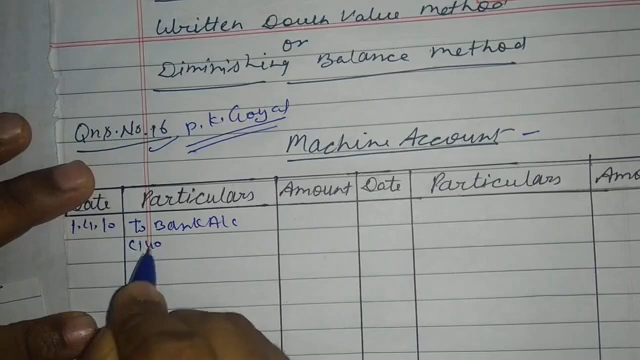 Written Down Value Method
or
Diminishing Balance Method
Qns. No. 16 P.K. Goyal
Machine Account -
Date Particulars Amount Date Particulars Amo
1.4.10 To Bank A/c